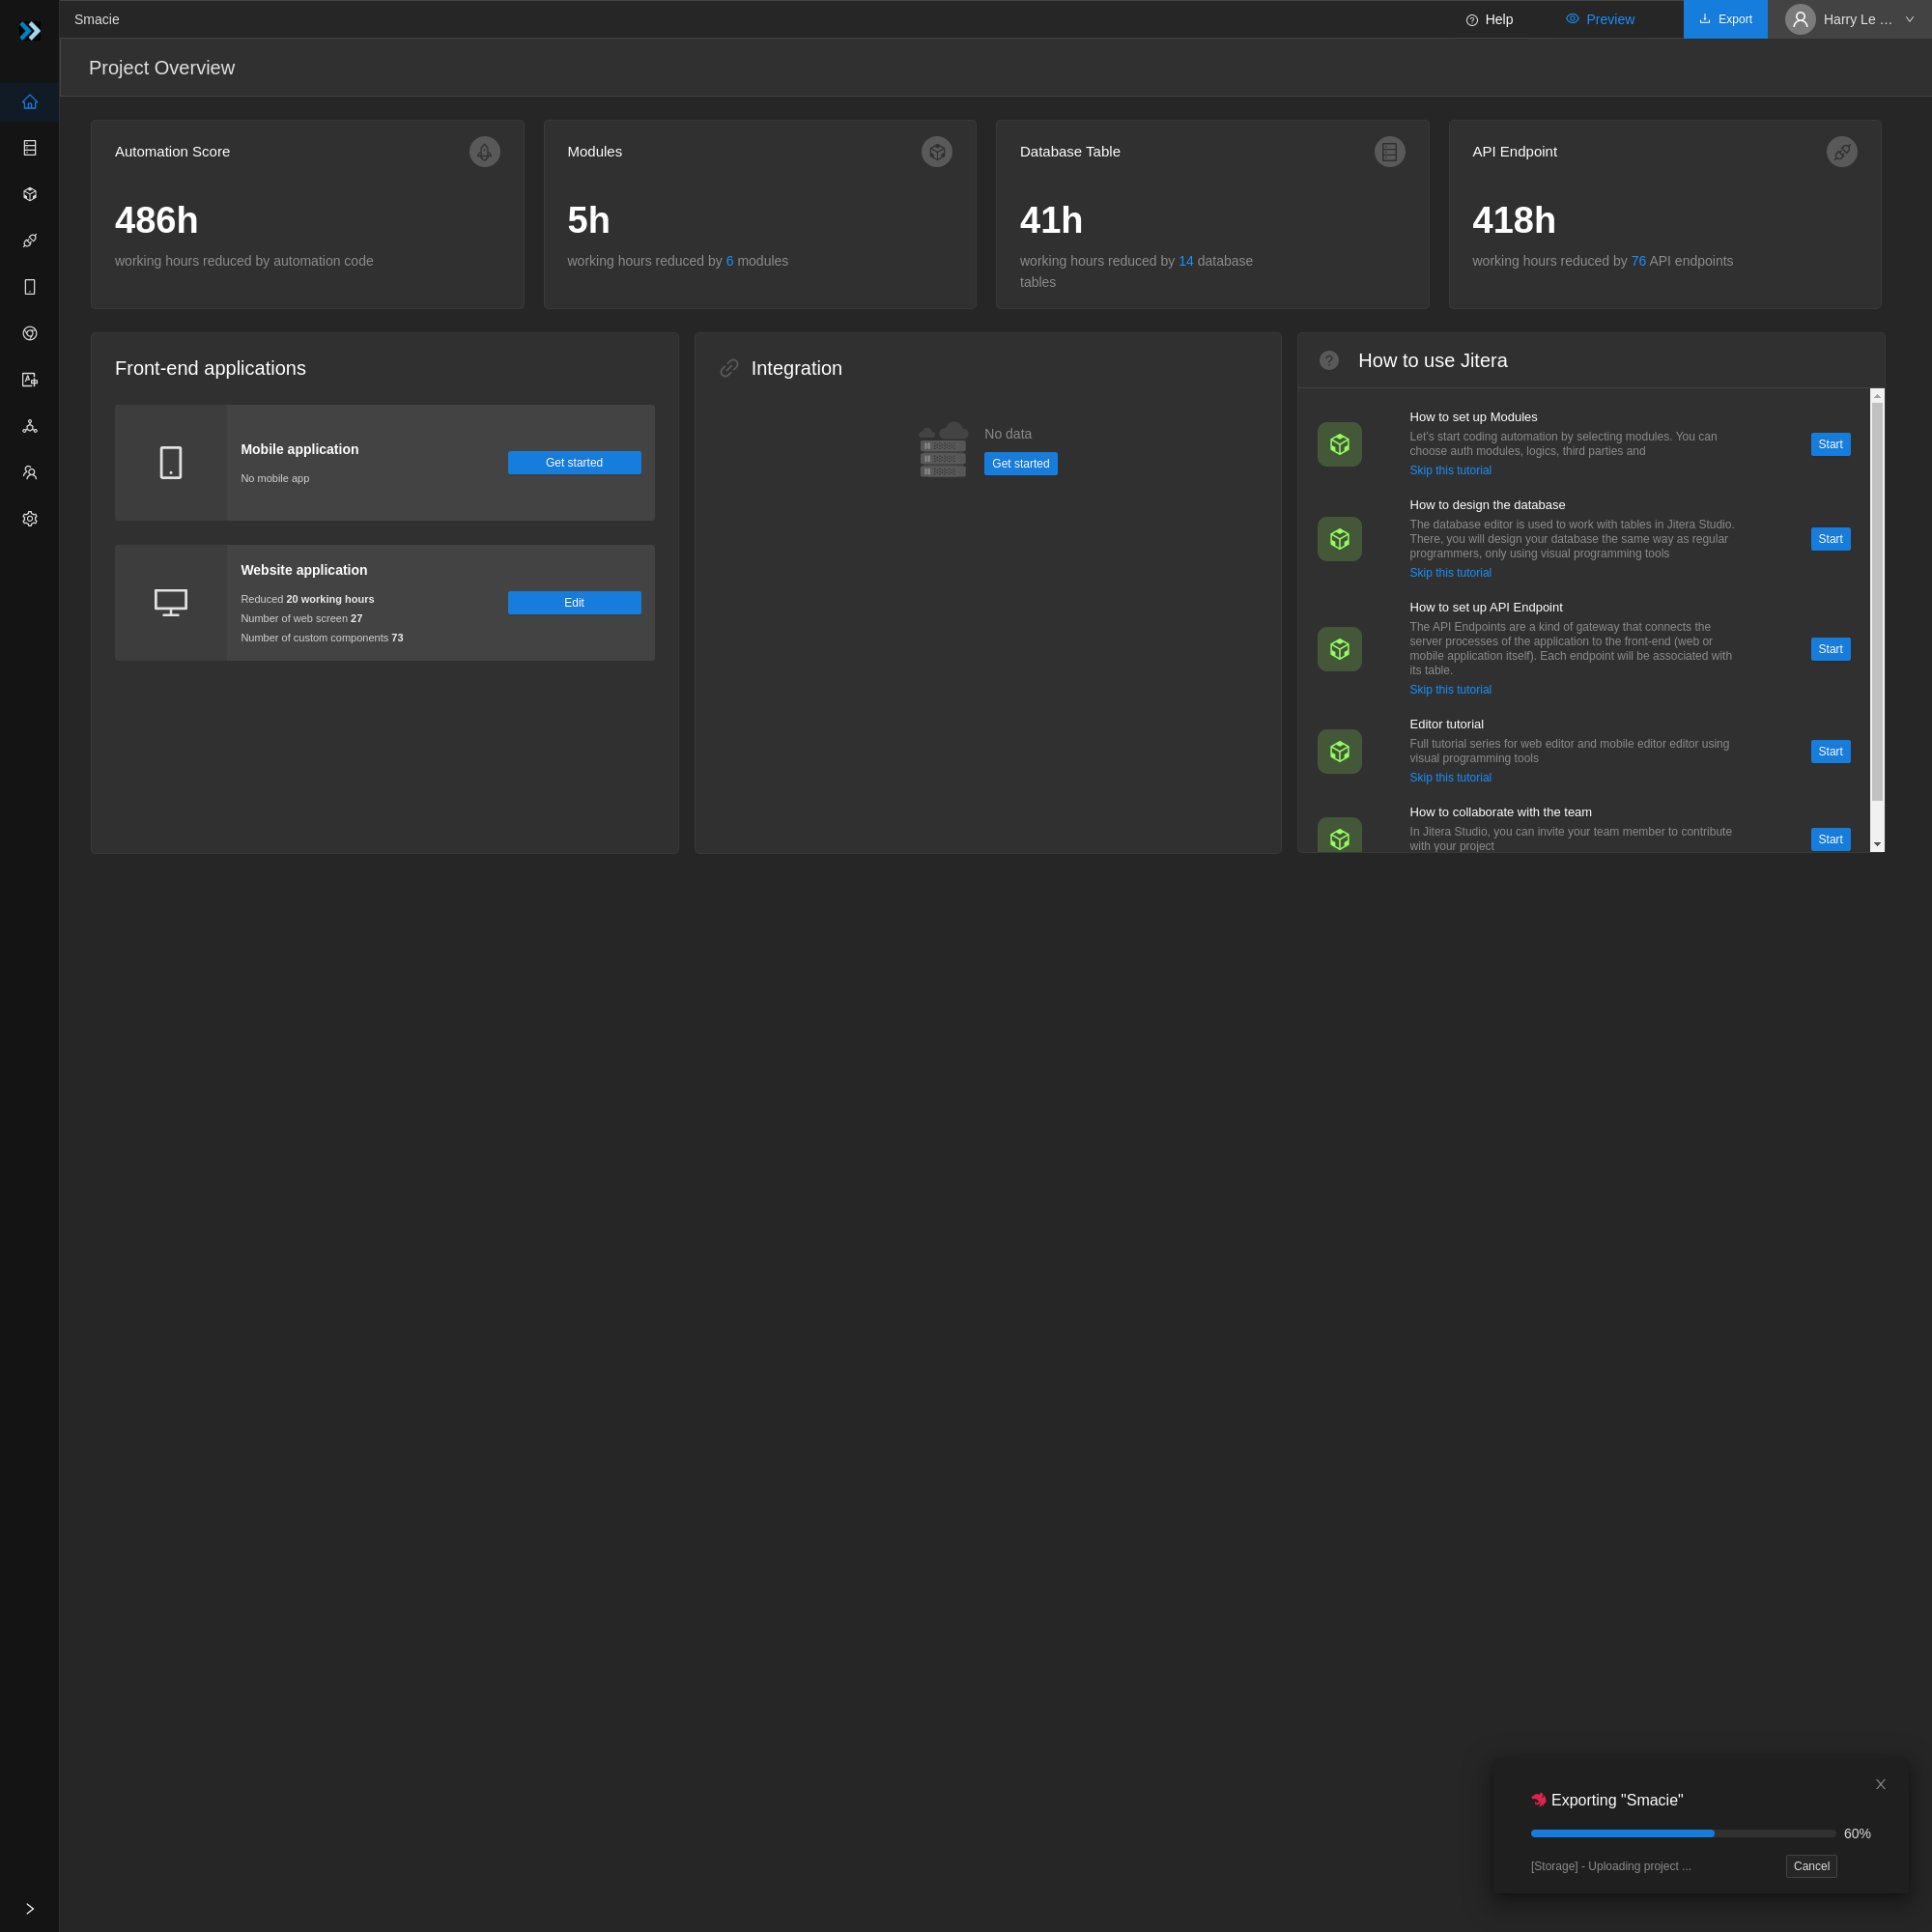 Smacie
Help
Preview
Export
Harry Le ...
Project Overview
Automation Score
486h
working hours reduced by automation code
Modules
5h
working hours reduced by 6 modules
Database Table
41h
working hours reduced by 14 database
tables
API Endpoint
418h
working hours reduced by 76 API endpoints
Front-end applications
Mobile application
No mobile app
Get started
Website application
Reduced 20 working hours
Number of web screen 27
Number of custom components 73
Edit
Integration
No data
Get started
How to use Jitera
How to set up Modules
Let's start coding automation by selecting modules. You can
choose auth modules, logics, third parties and
Skip this tutorial
Start
How to design the database
The database editor is used to work with tables in Jitera Studio.
There, you will design your database the same way as regular
programmers, only using visual programming tools
Skip this tutorial
Start
How to set up API Endpoint
The API Endpoints are a kind of gateway that connects the
server processes of the application to the front-end (web or
mobile application itself). Each endpoint will be associated with
its table.
Skip this tutorial
Start
Editor tutorial
Full tutorial series for web editor and mobile editor editor using
visual programming tools
Skip this tutorial
Start
How to collaborate with the team
In Jitera Studio, you can invite your team member to contribute
with your project
Start
Exporting "Smacie"
60%
[Storage] - Uploading project ...
Cancel